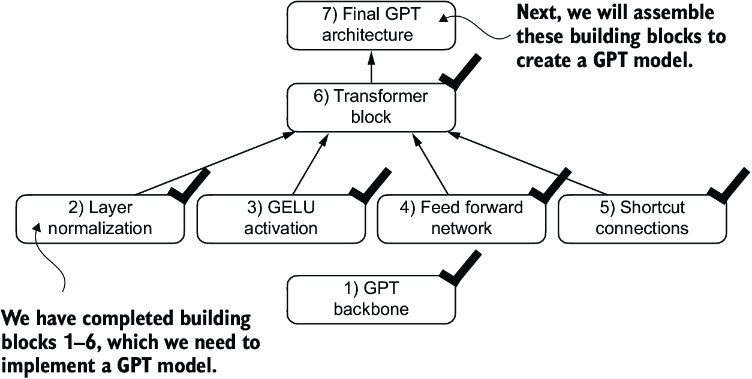 7) Final GPT
architecture
Next, we will assemble
these building blocks to
create a GPT model.
6) Transformer
block
2) Layer
normalization
3) GELU
activation
4) Feed forward
network
5) Shortcut
connections
1) GPT
backbone
We have completed building
blocks 1–6, which we need to
implement a GPT model.